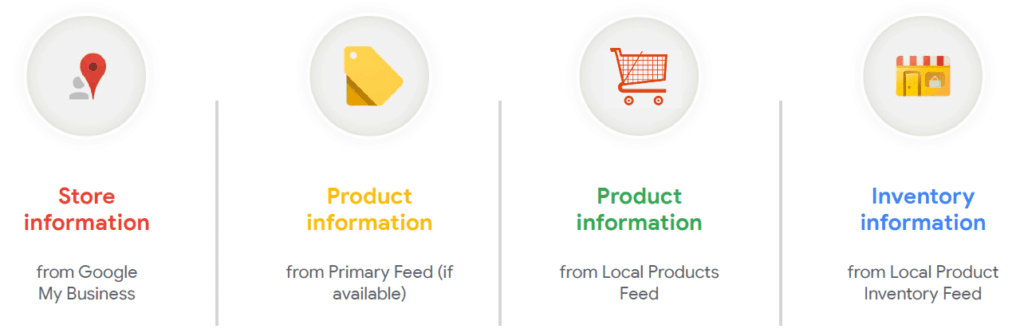 Store
information
from Google
My Business
Product
information
from Primary Feed (if
available)
Product
information
from Local Products
Feed
Inventory
information
from Local Product
Inventory Feed